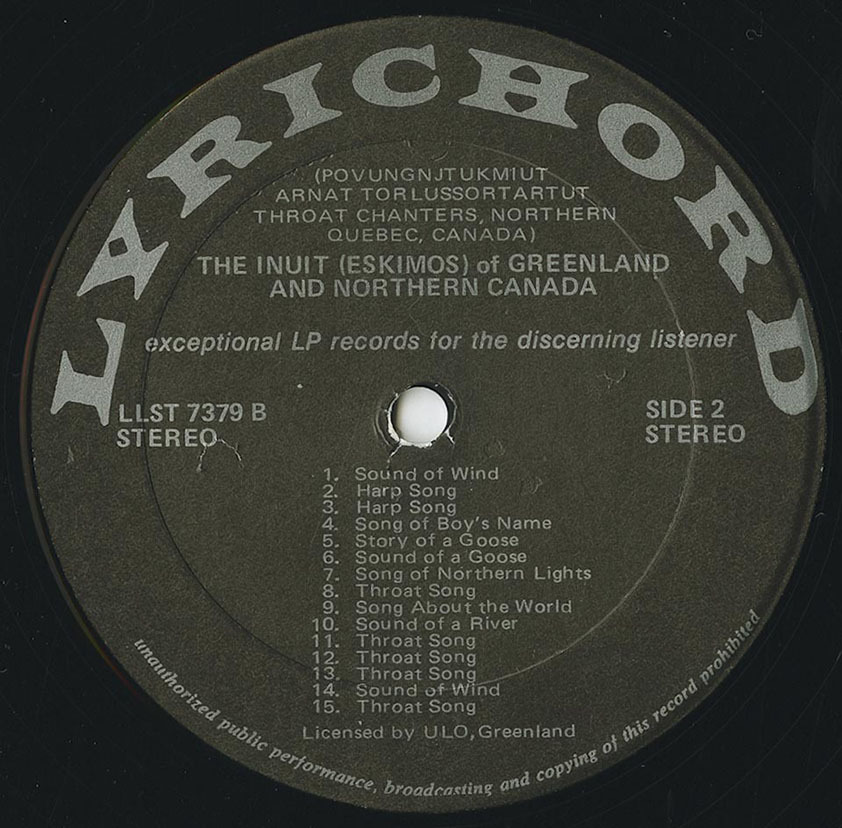 LYRICHORD
(POVUNGNJTUKMIUT
ARNAT TORLUSSORTARTUT
THROAT CHANTERS, NORTHERN
QUEBEC, CANADA)
THE INUIT (ESKIMOS) of GREENLAND
AND NORTHERN CANADA
exceptional LP records for the discerning listener
LLST 7379 B
STEREO
SIDE 2
STEREO
1. Sound of Wind
2. Harp Song
3. Harp Song
4. Song of Boy's Name
5. Story of a Goose
6. Sound of a Goose
7. Song of Northern Lights
8. Throat Song
9. Song About the World
10. Sound of a River
11. Throat Song
12. Throat Song
13. Throat Song
14. Sound of Wind
15. Throat Song
Licensed by ULO, Greenland
unauthorized public performance, broadcasting and copying of this record prohibited